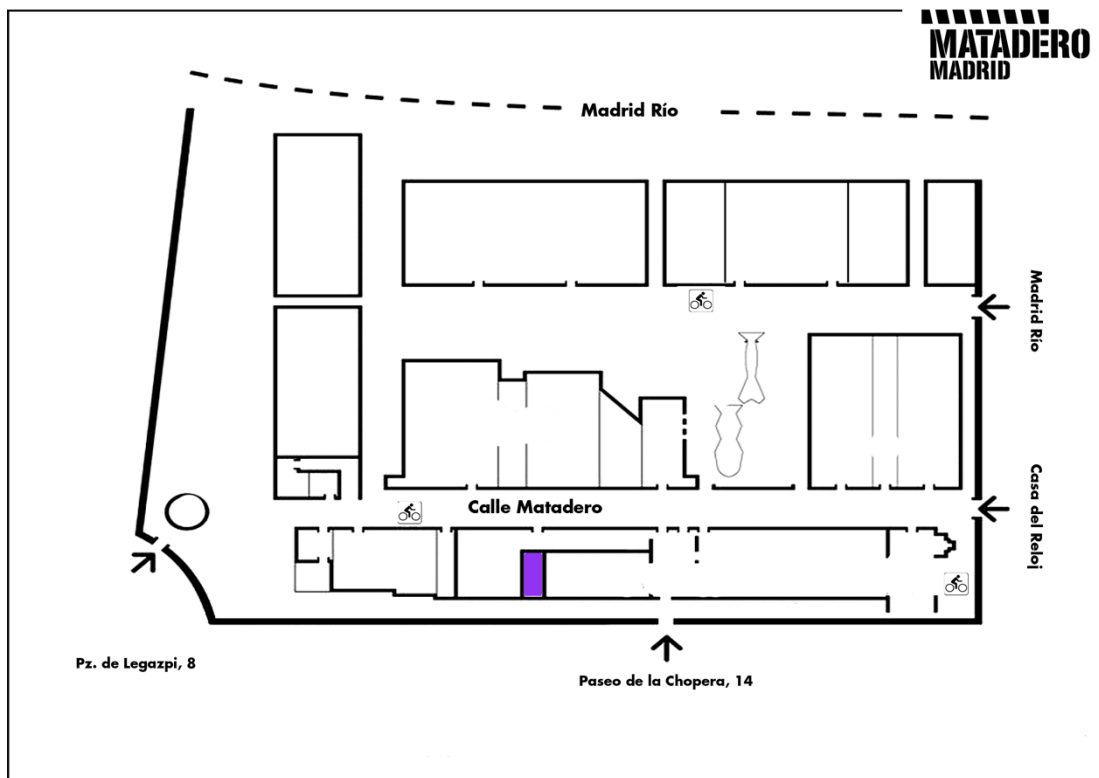 MATADERO
MADRID
Madrid Río
Madrid Río
Calle Matadero
Casa del Reloj
Pz. de Legazpi, 8
Paseo de la Chopera, 14